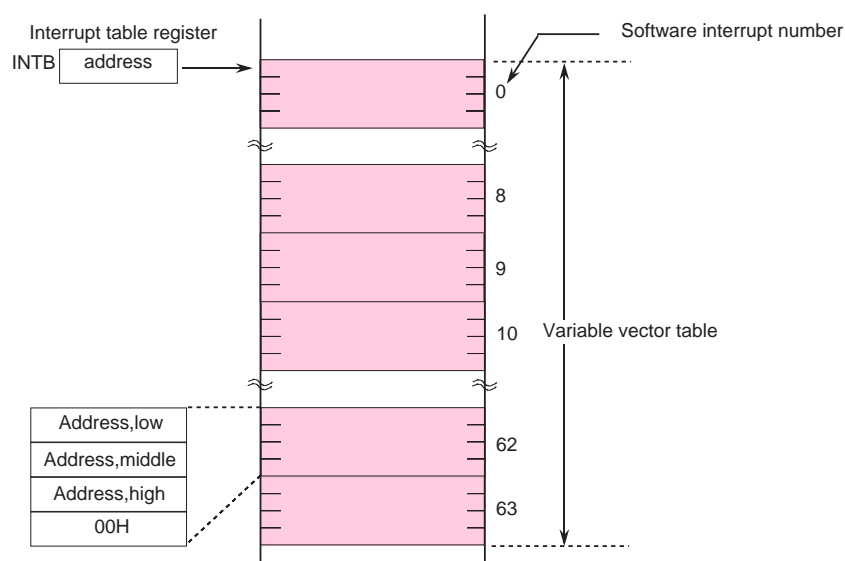 Interrupt table register
Software interrupt number
INTB address
0
8
9
10
Variable vector table
Address,low
Address,middle
Address,high
00H
62
63